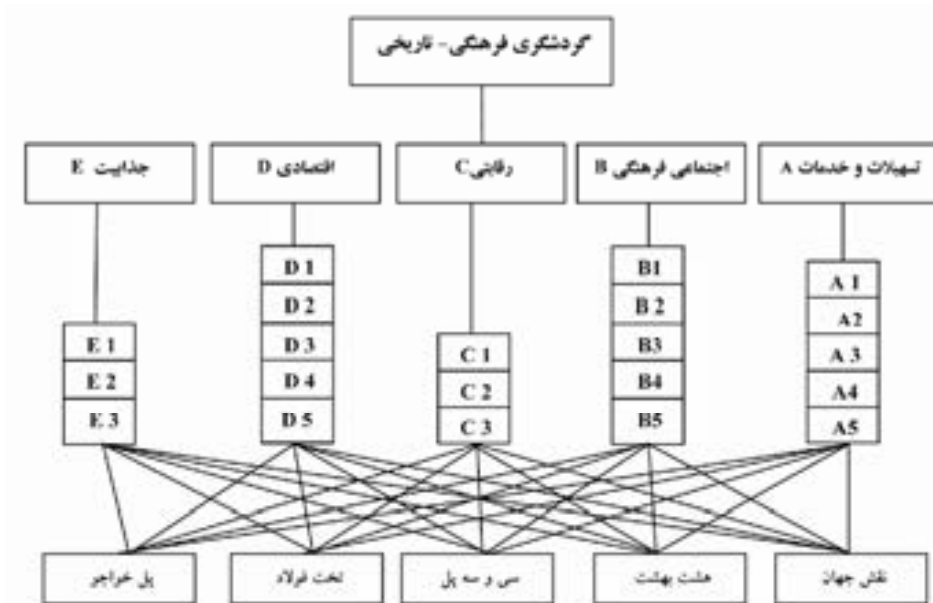 گردشگری فرهنگی- تاریخی
تسهیلات و خدمات A
اجتماعی فرهنگی B
رقابتی C
اقتصادی D
جذابیت E
A 1
A2
A 3
A4
A5
B1
B 2
B3
B4
B5
C 1
C 2
C 3
D 1
D 2
D 3
D 4
D 5
E 1
E 2
E 3
نقش جهان
هشت بهشت
سی و سه پل
تخت فولاد
پل خواجو